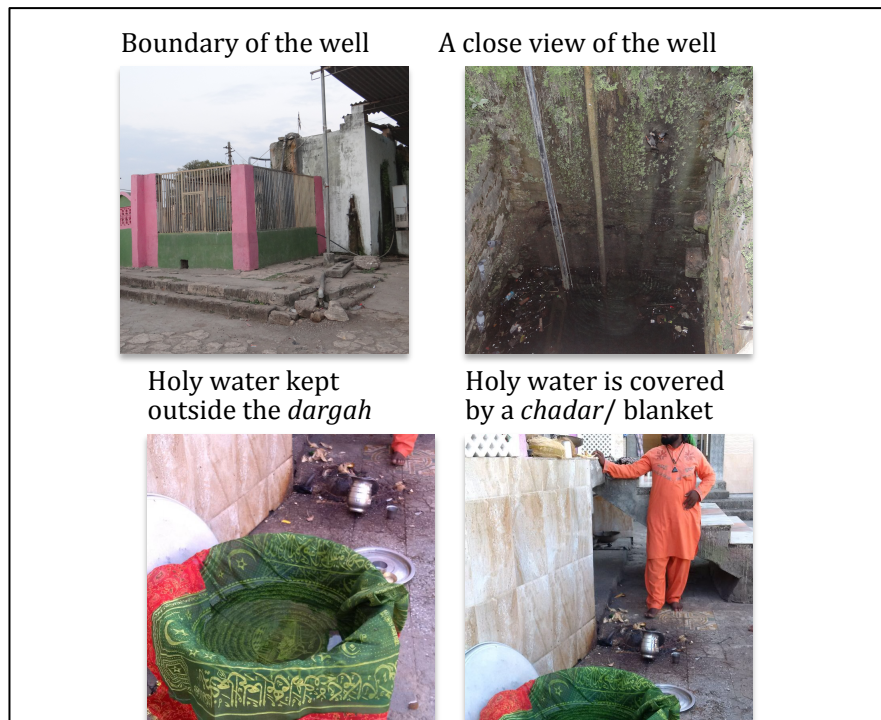 Boundary of the well
A close view of the well
Holy water kept
outside the dargah
Holy water is covered
by a chadar/ blanket